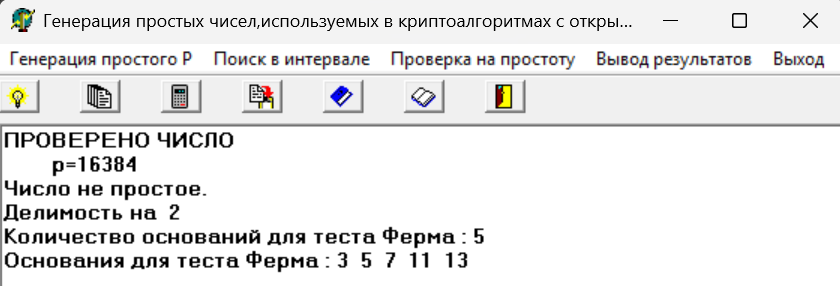 Генерация простых чисел,используемых в криптоалгоритмах с откры...
Генерация простого P Поиск в интервале Проверка на простоту Вывод результатов Выход
ПРОВЕРЕНО ЧИСЛО
p=16384
Число не простое.
Делимость на 2
Количество оснований для теста Ферма : 5
Основания для теста Ферма : 3 5 7 11 13